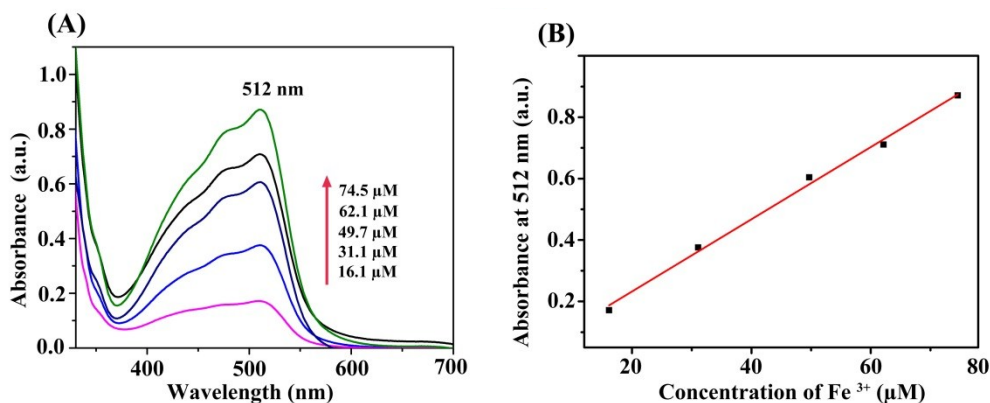 (A)
Absorbance (a.u.)
1.0
0.8
0.6
0.4
0.2
0.0
512 nm
74.5 µM
62.1 µM
49.7 µM
31.1 µM
16.1 µM
400 500 600 700
Wavelength (nm)
(B)
Absorbance at 512 nm (a.u.)
0.8
0.6
0.4
0.2
20 40 60 80
Concentration of Fe ³⁺ (µM)